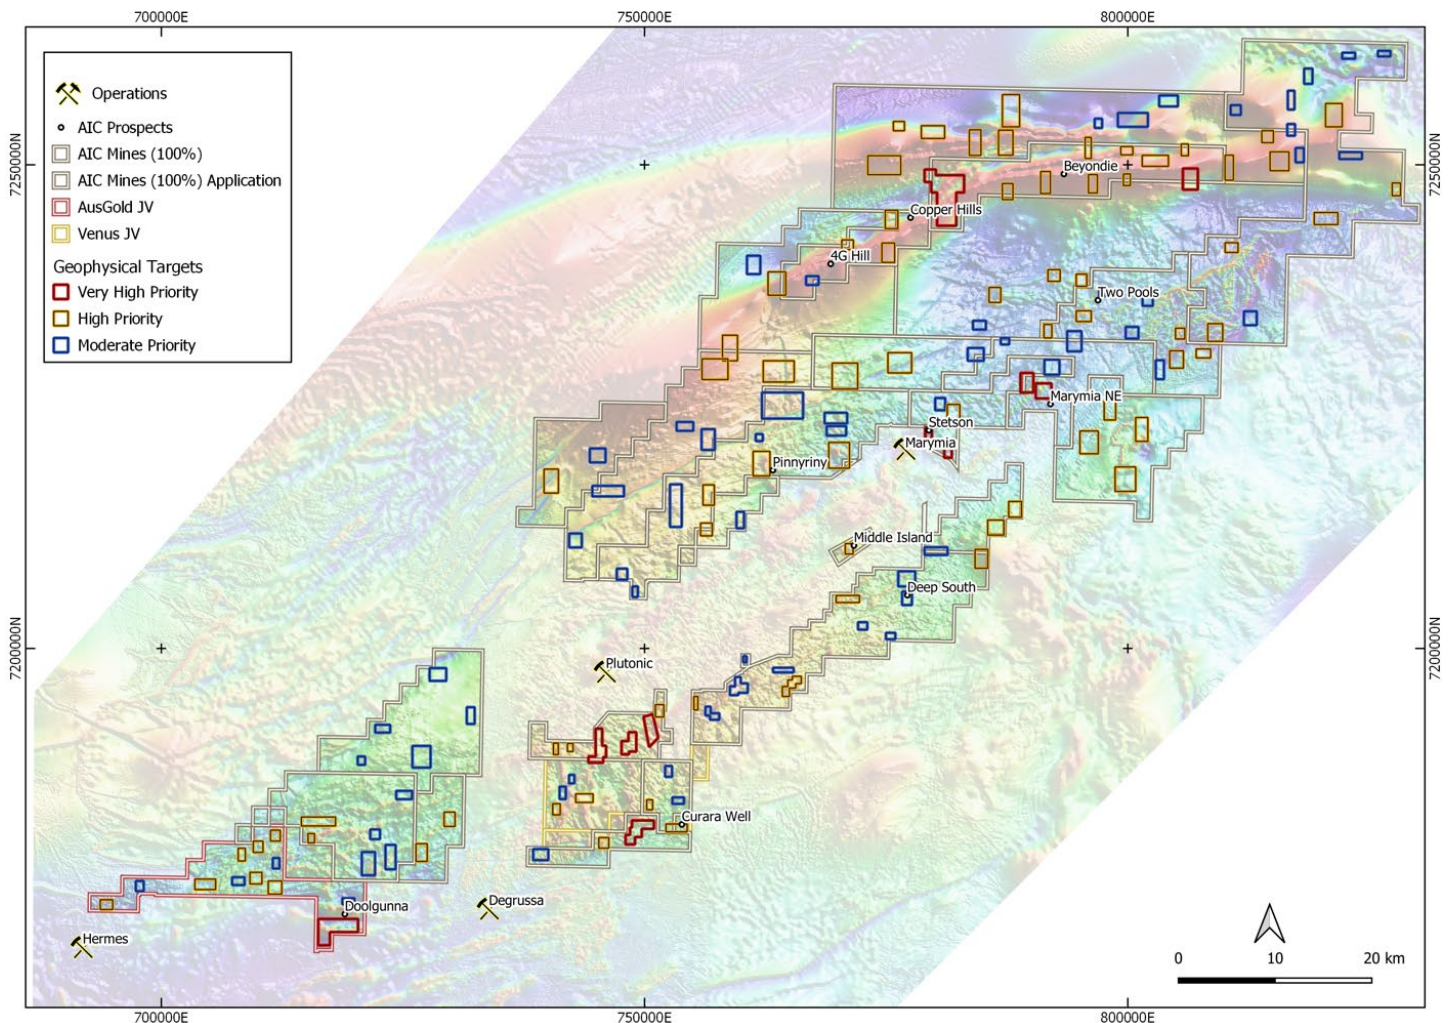 700000E 750000E 800000E
Operations
AIC Prospects
AIC Mines (100%)
AIC Mines (100%) Application
AusGold JV
Venus JV
Geophysical Targets
Very High Priority
High Priority
Moderate Priority
7250000N 7250000N
Beyondie
Copper Hills
4G Hill
Two Pools
Marymia NE
Stetson
Marymia
Pinnyriny
Middle Island
Deep South
7200000N 7200000N
Plutonic
Curara Well
Degrussa
Doolgunna
Hermes
0 10 20 km
700000E 750000E 800000E